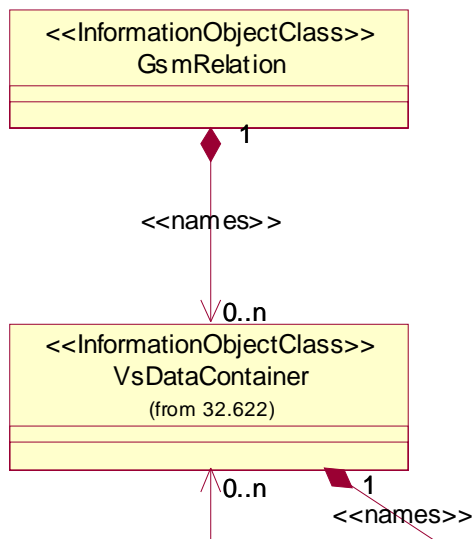 <<InformationObjectClass>>
GsmRelation
1
<<names>>
0..n
<<InformationObjectClass>>
VsDataContainer
(from 32.622)
0..n
1
<<names>>